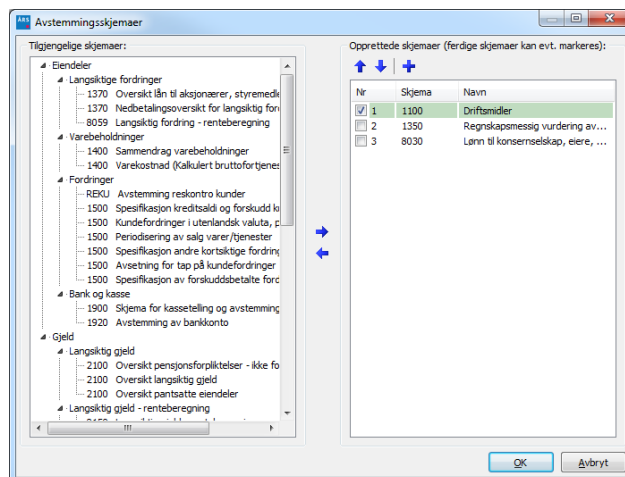 ÅRS
Avstemmingsskjemaer
Tilgjengelige skjemaer:
Eiendeler
Langsiktige fordringer
1370 Oversikt lån til aksjonærer, styremedle
1370 Nedbetalingsoversikt for langsiktig for
8059 Langsiktig fordring - renteberegning
Varebeholdninger
1400 Sammendrag varebeholdninger
1400 Varekostnad (Kalkulert bruttofortjenes
Fordringer
REKU Avstemming reskontro kunder
1500 Spesifikasjon kreditsaldi og forskudd k
1500 Kundefordringer i utenlandsk valuta, p
1500 Periodisering av salg varer/tjenester
1500 Spesifikasjon andre kortsiktige fordring
1500 Avsetning for tap på kundefordringer
1500 Spesifikasjon av forskuddsbetalte ford
Bank og kasse
1900 Skjema for kassetelling og avstemming
1920 Avstemming av bankkonto
Gjeld
Langsiktig gjeld
2100 Oversikt pensjonsforpliktelser - ikke fo
2100 Oversikt langsiktig gjeld
2100 Oversikt pantsatte eiendeler
Langsiktig gjeld - renteberegning
Opprettede skjemaer (ferdige skjemaer kan evt. markeres):
Nr Skjema Navn
1 1100 Driftsmidler
2 1350 Regnskapsmessig vurdering av...
3 8030 Lønn til konsernselskap, eiere, ...
OK Avbryt